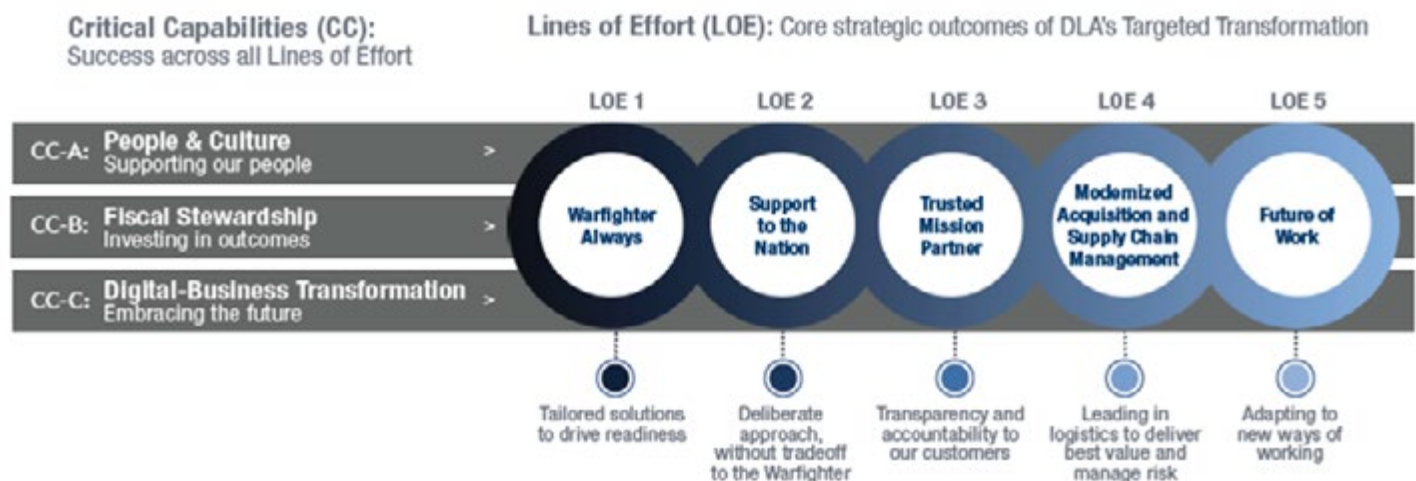 Critical Capabilities (CC):
Success across all Lines of Effort
Lines of Effort (LOE): Core strategic outcomes of DLA's Targeted Transformation
LOE 1
LOE 2
LOE 3
LOE 4
LOE 5
CC-A: People & Culture >
Supporting our people
CC-B: Fiscal Stewardship >
Investing in outcomes
CC-C: Digital-Business Transformation >
Embracing the future
Warfighter
Always
Support
to the
Nation
Trusted
Mission
Partner
Modernized
Acquisition and
Supply Chain
Management
Future of
Work
Tailored solutions
to drive readiness
Deliberate
approach,
without tradeoff
to the Warfighter
Transparency and
accountability to
our customers
Leading in
logistics to deliver
best value and
manage risk
Adapting to
new ways of
working